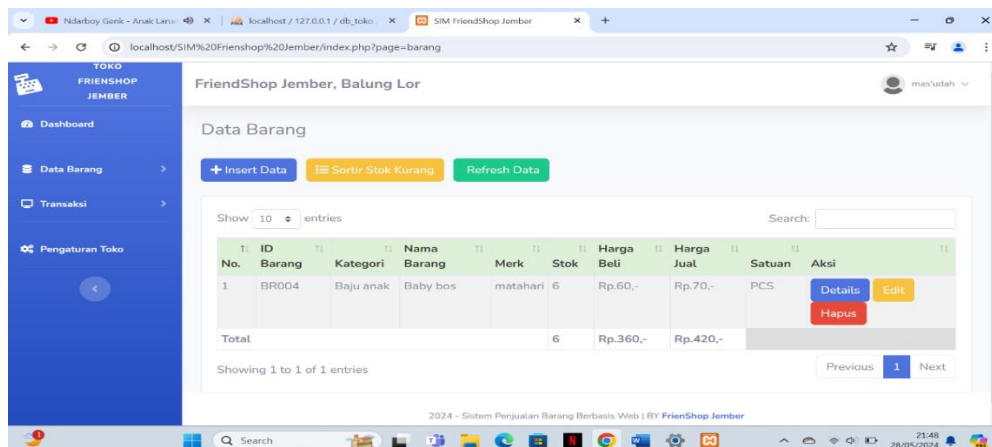 Ndarboy Genk - Anak Lana
localhost / 127.0.0.1 / db_toko
SIM FriendShop Jember
localhost/SIM%20Frienshop%20Jember/index.php?page=barang
TOKO
FRIENSHOP
JEMBER
FriendShop Jember, Balung Lor
mas'udah
Dashboard
Data Barang
Transaksi
Pengaturan Toko
Data Barang
+ Insert Data
Sortir Stok Kurang
Refresh Data
Show 10 entries
Search:
No. ID Barang Kategori Nama Barang Merk Stok Harga Beli Harga Jual Satuan Aksi
1 BR004 Baju anak Baby bos matahari 6 Rp.60,- Rp.70,- PCS Details Edit
Hapus
Total 6 Rp.360,- Rp.420,-
Showing 1 to 1 of 1 entries
Previous 1 Next
2024 - Sistem Penjualan Barang Berbasis Web | BY FrienShop Jember
Search
21:48
28/05/2024